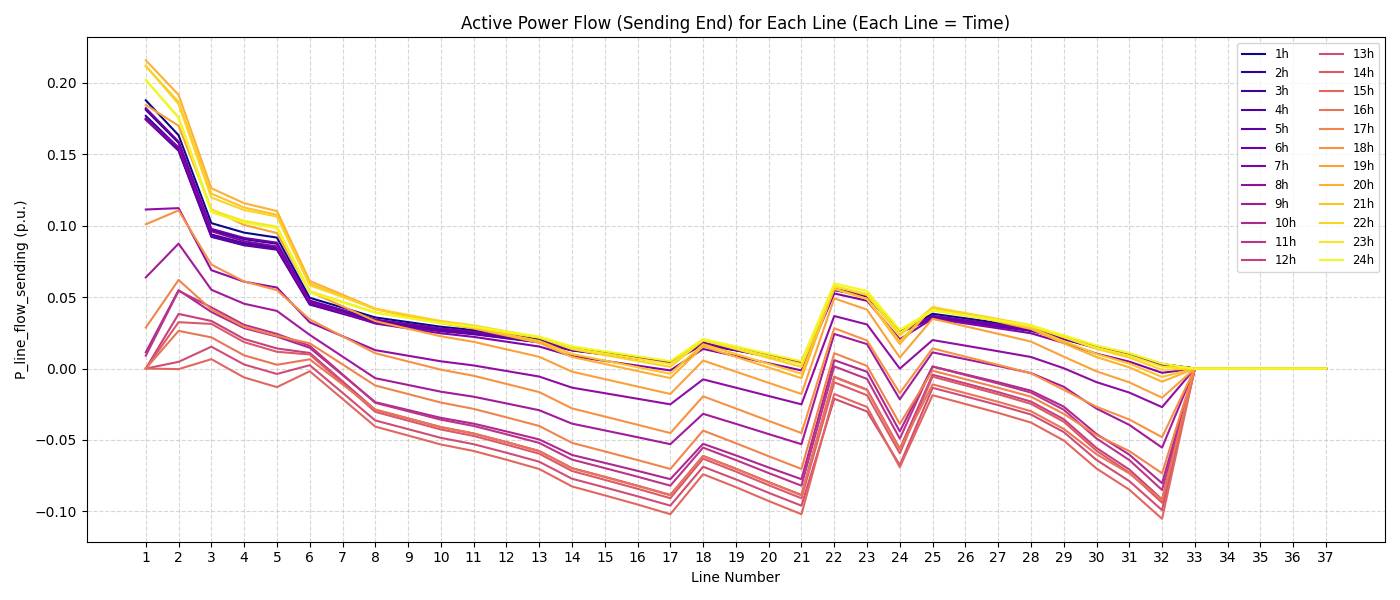 Active Power Flow (Sending End) for Each Line (Each Line = Time)
P_line_flow_sending (p.u.)
0.20
0.15
0.10
0.05
0.00
−0.05
−0.10
1h
2h
3h
4h
5h
6h
7h
8h
9h
10h
11h
12h
13h
14h
15h
16h
17h
18h
19h
20h
21h
22h
23h
24h
1 2 3 4 5 6 7 8 9 10 11 12 13 14 15 16 17 18 19 20 21 22 23 24 25 26 27 28 29 30 31 32 33 34 35 36 37
Line Number